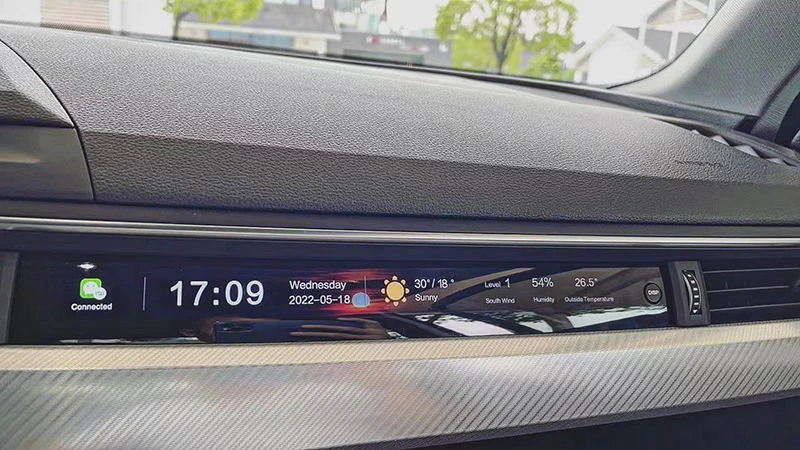 Connected
17:09
Wednesday
2022-05-18
30°/ 18 °
Sunny
Level 1
South Wind
54%
Humidity
26.5°
Outside Temperature
DISP